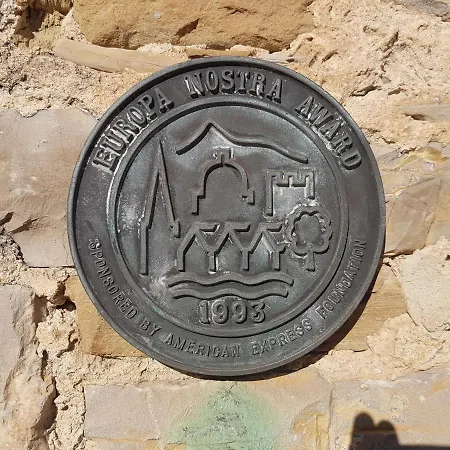 EUROPA NOSTRA AWARD
1993
SPONSORED BY AMERICAN EXPRESS FOUNDATION